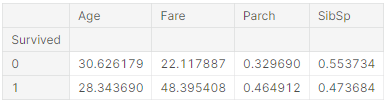 Age Fare Parch SibSp
Survived
0 30.626179 22.117887 0.329690 0.553734
1 28.343690 48.395408 0.464912 0.473684